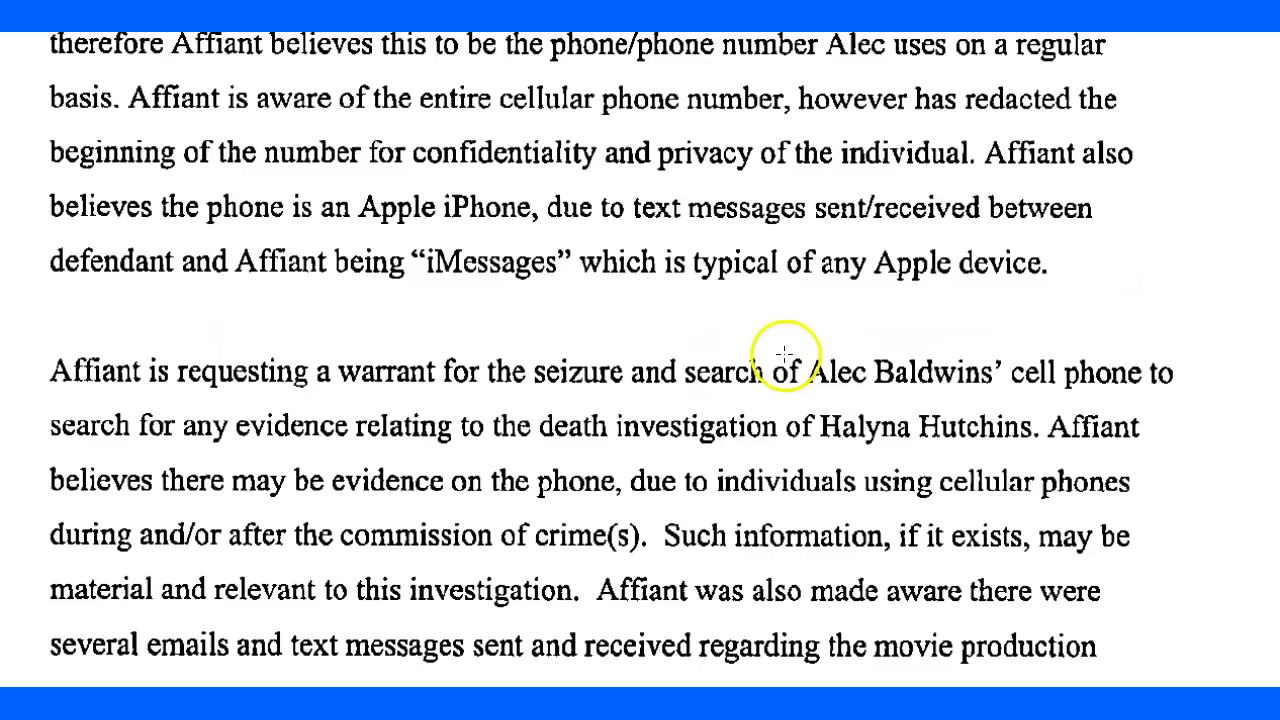 therefore Affiant believes this to be the phone/phone number Alec uses on a regular
basis. Affiant is aware of the entire cellular phone number, however has redacted the
beginning of the number for confidentiality and privacy of the individual. Affiant also
believes the phone is an Apple iPhone, due to text messages sent/received between
defendant and Affiant being “iMessages” which is typical of any Apple device.
Affiant is requesting a warrant for the seizure and search of Alec Baldwins’ cell phone to
search for any evidence relating to the death investigation of Halyna Hutchins. Affiant
believes there may be evidence on the phone, due to individuals using cellular phones
during and/or after the commission of crime(s). Such information, if it exists, may be
material and relevant to this investigation. Affiant was also made aware there were
several emails and text messages sent and received regarding the movie production